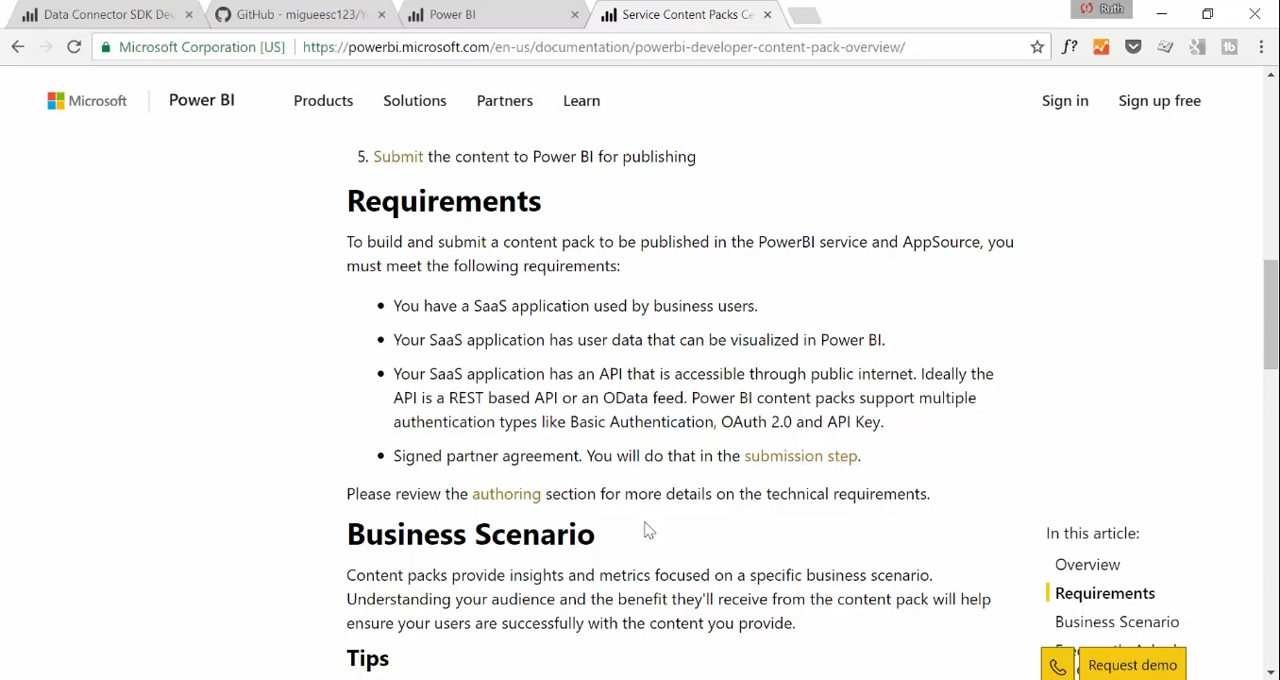 Data Connector SDK De
GitHub - migueesc123/Y
Power BI
Service Content Packs Ce
Ruth
Microsoft Corporation [US]
https://powerbi.microsoft.com/en-us/documentation/powerbi-developer-content-pack-overview/
f?
Microsoft
Power BI
Products
Solutions
Partners
Learn
Sign in
Sign up free
5. Submit the content to Power BI for publishing
Requirements
To build and submit a content pack to be published in the PowerBI service and AppSource, you
must meet the following requirements:
• You have a SaaS application used by business users.
• Your SaaS application has user data that can be visualized in Power BI.
• Your SaaS application has an API that is accessible through public internet. Ideally the
API is a REST based API or an OData feed. Power BI content packs support multiple
authentication types like Basic Authentication, OAuth 2.0 and API Key.
• Signed partner agreement. You will do that in the submission step.
Please review the authoring section for more details on the technical requirements.
Business Scenario
Content packs provide insights and metrics focused on a specific business scenario.
Understanding your audience and the benefit they'll receive from the content pack will help
ensure your users are successfully with the content you provide.
Tips
In this article:
Overview
Requirements
Business Scenario
Request demo